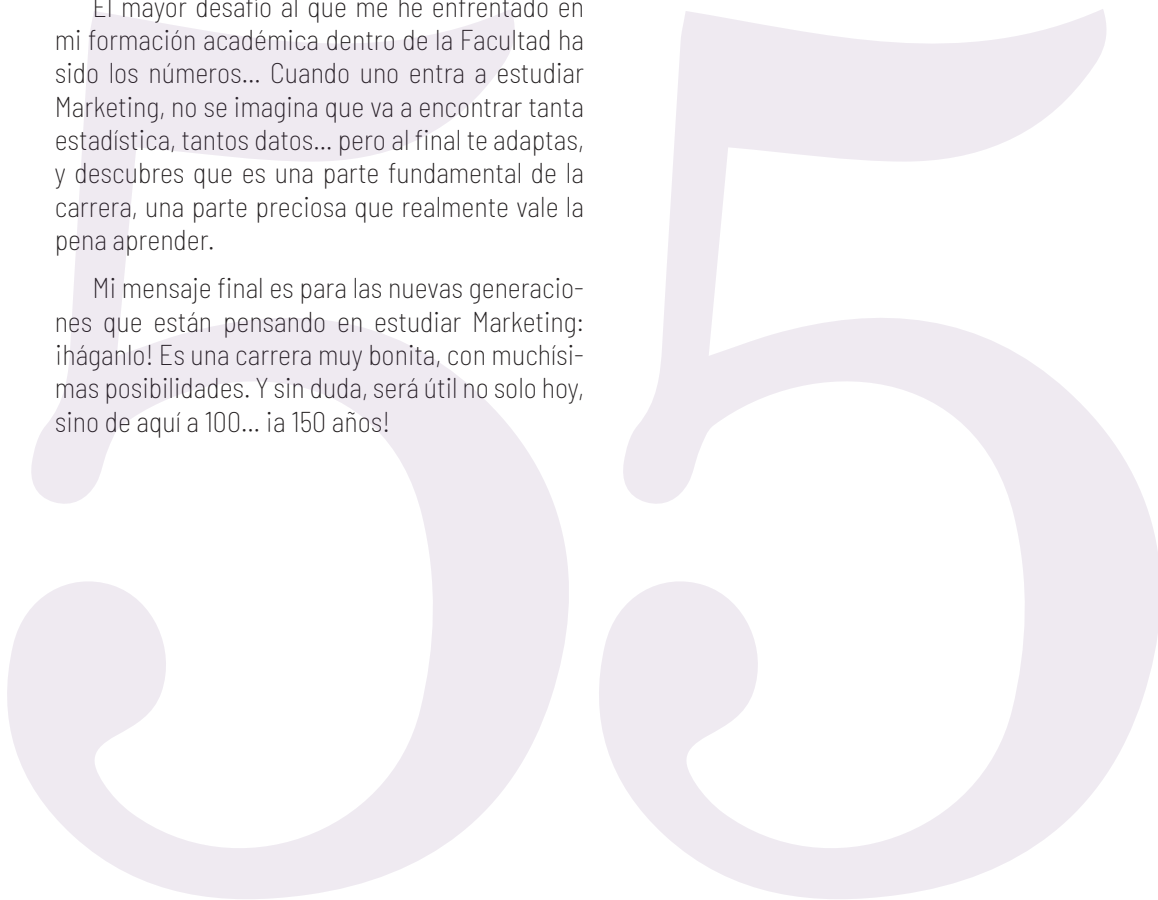 El mayor desafío al que me he enfrentado en
mi formación académica dentro de la Facultad ha
sido los números... Cuando uno entra a estudiar
Marketing, no se imagina que va a encontrar tanta
estadística, tantos datos... pero al final te adaptas,
y descubres que es una parte fundamental de la
carrera, una parte preciosa que realmente vale la
pena aprender.
Mi mensaje final es para las nuevas generacio-
nes que están pensando en estudiar Marketing:
¡háganlo! Es una carrera muy bonita, con muchísi-
mas posibilidades. Y sin duda, será útil no solo hoy,
sino de aquí a 100... ¡a 150 años!
55